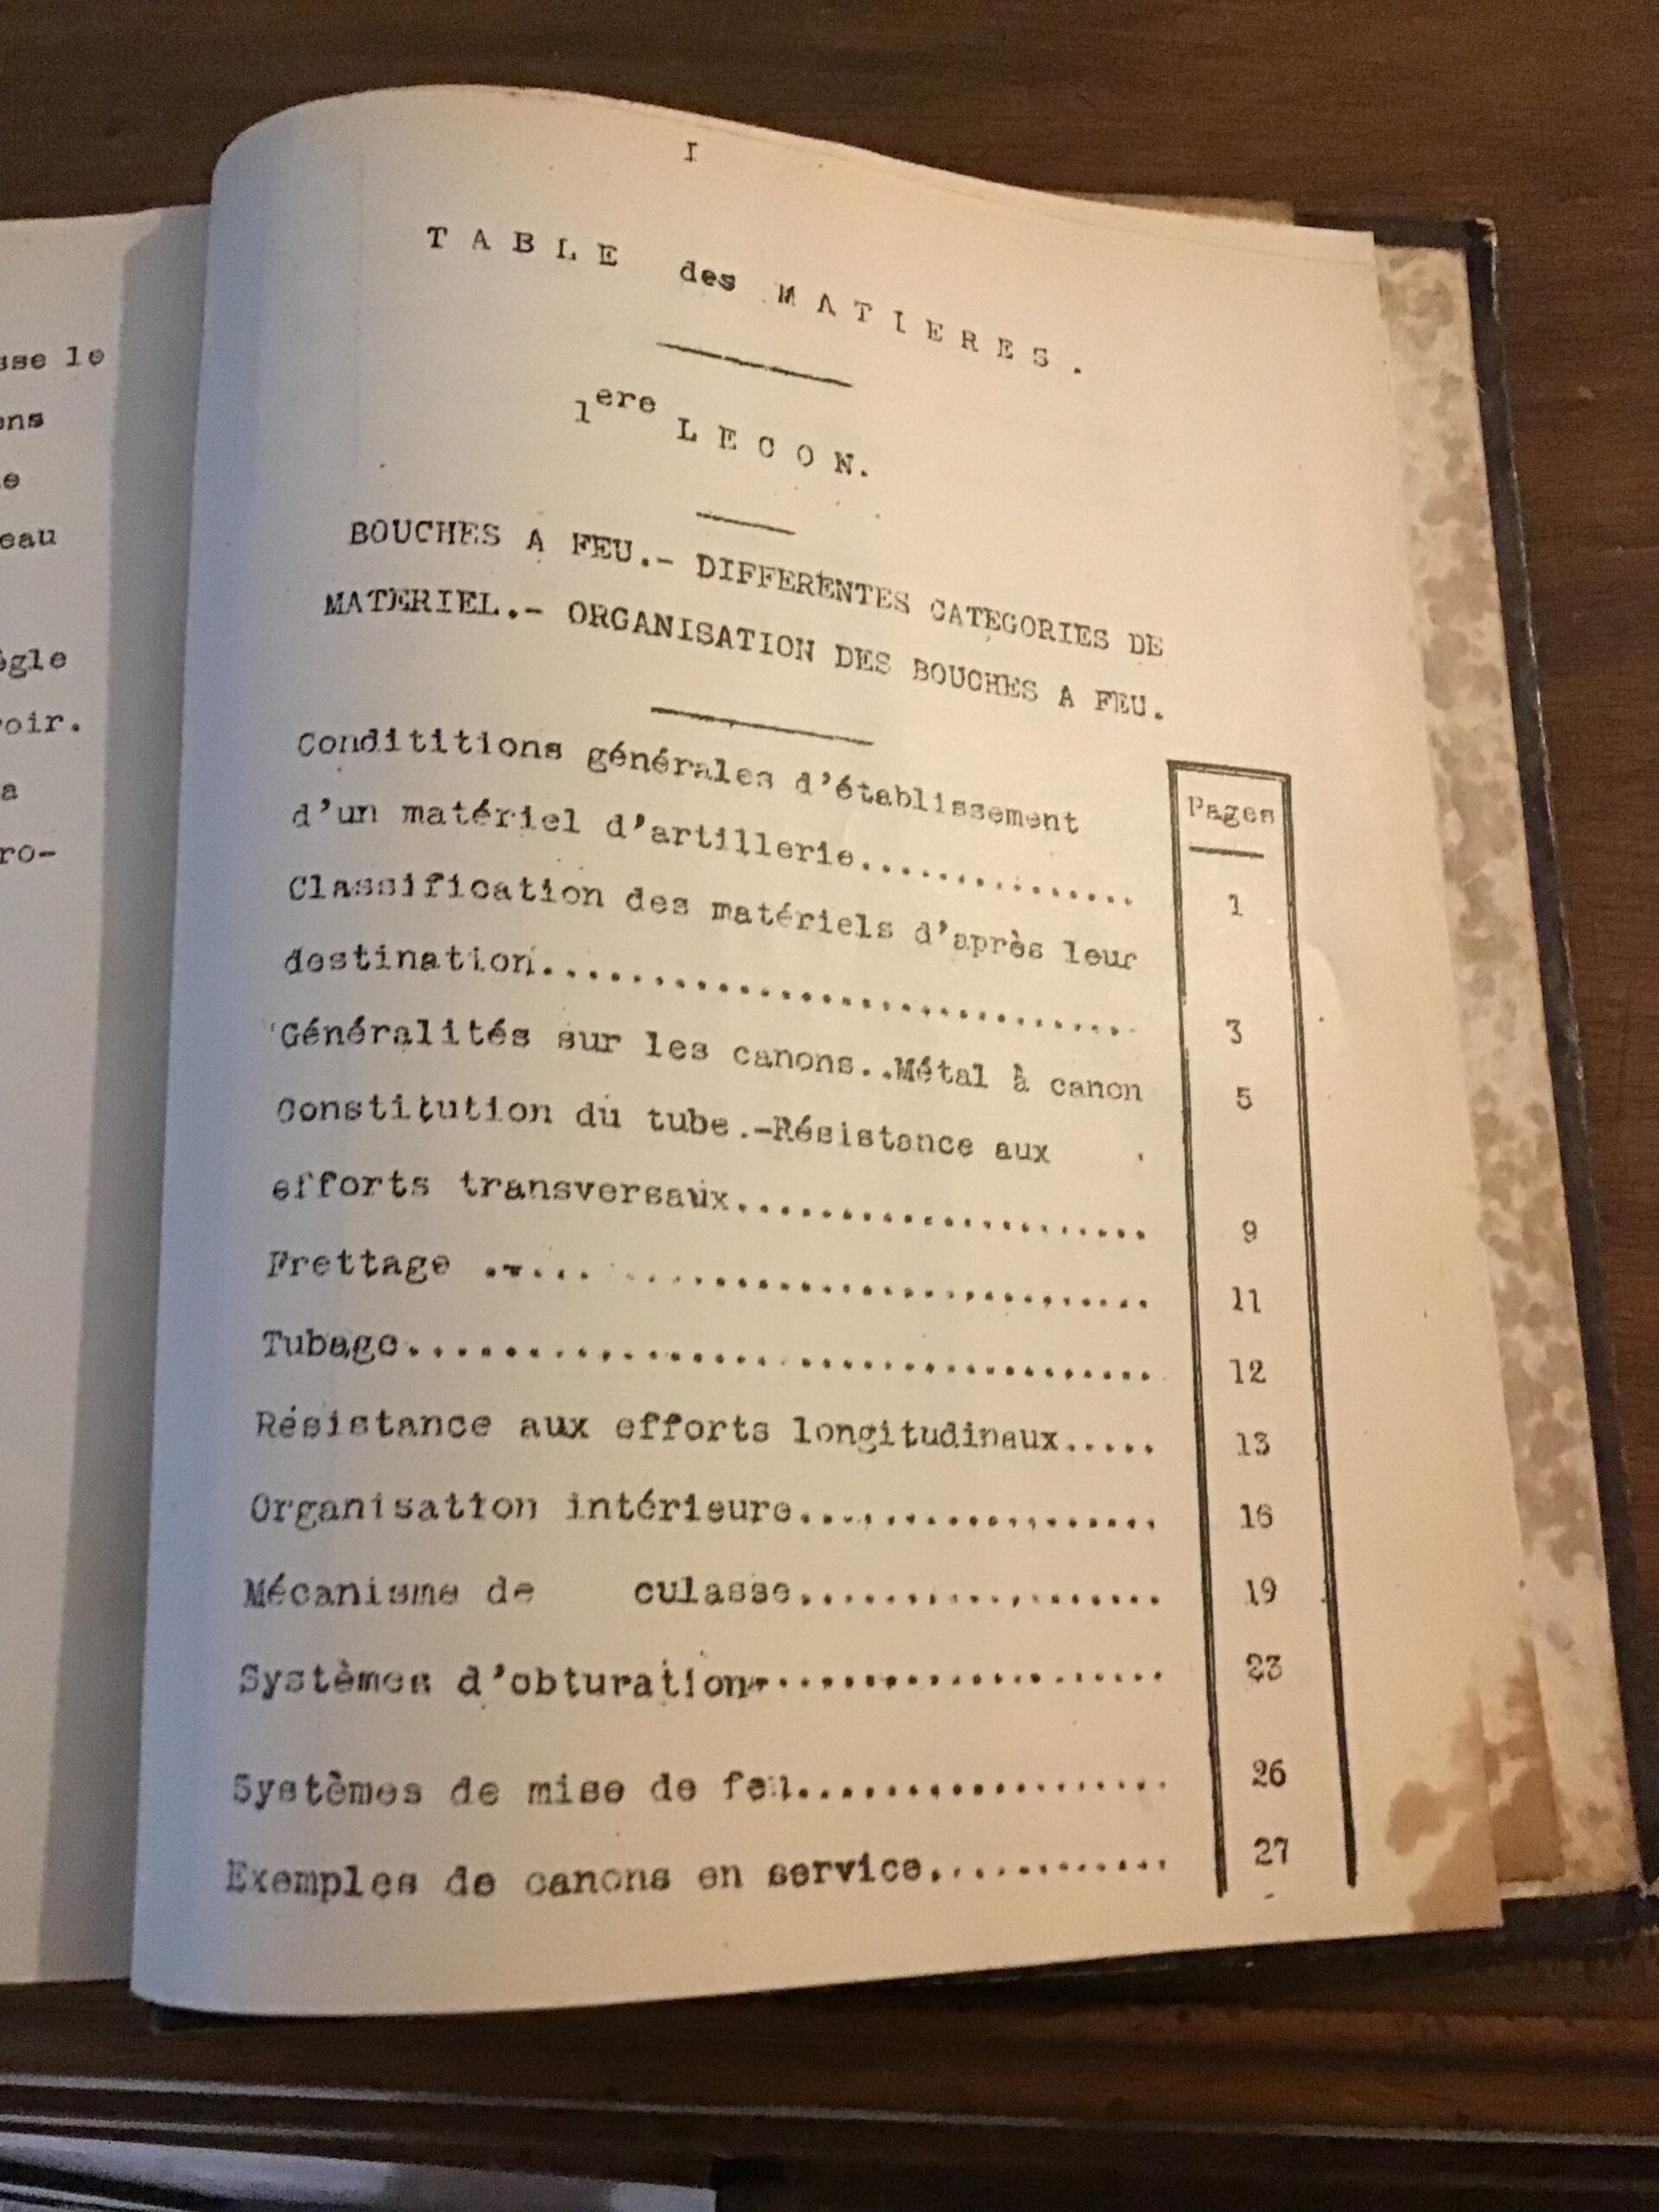 sse le
ens
e
eau
ègle
oir.
a
ro-
I
TABLE des MATIERES.
1ere LECON.
BOUCHES A FEU.- DIFFERENTES CATEGORIES DE
MATERIEL.- ORGANISATION DES BOUCHES A FEU.
Pages
Condititions générales d'établissement
d'un matériel d'artillerie............... 1
Classification des matériels d'après leur
destination.............................. 3
Généralités sur les canons..Métal à canon 5
Constitution du tube.-Résistance aux
efforts transversaux..................... 9
Frettage ................................ 11
Tubage................................... 12
Résistance aux efforts longitudinaux..... 13
Organisation intérieure.................. 16
Mécanisme de culasse.................. 19
Systèmes d'obturation.................... 23
Systèmes de mise de feu.................. 26
Exemples de canons en service............ 27